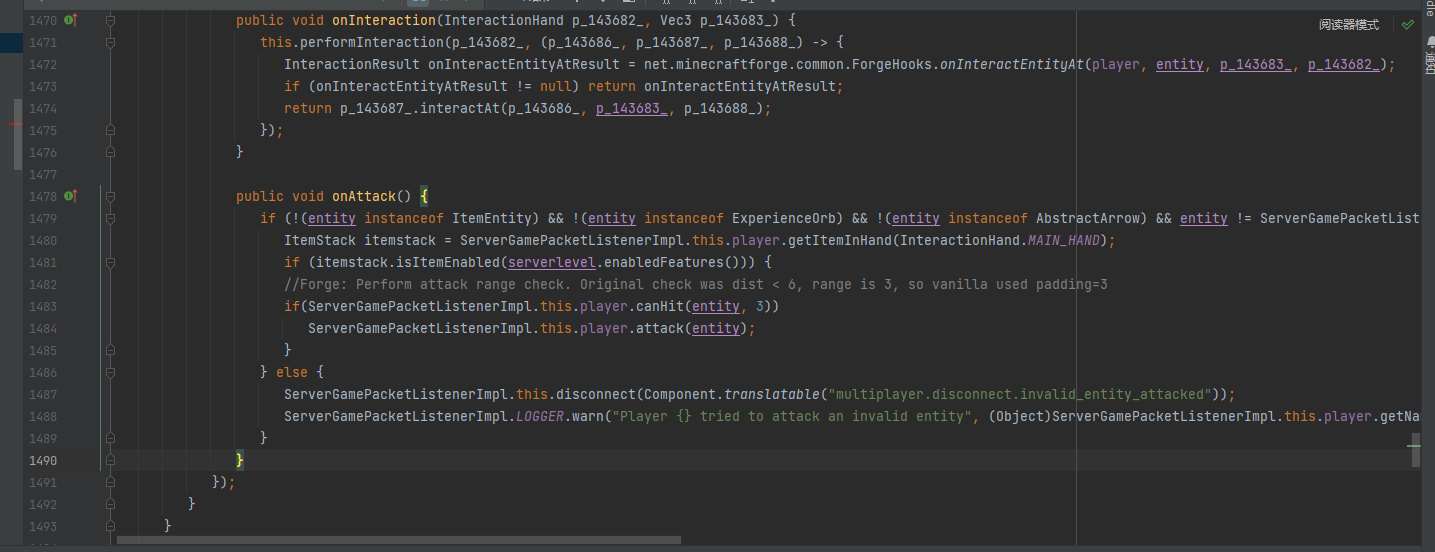 阅读器模式
1470 public void onInteraction(InteractionHand p_143682_, Vec3 p_143683_) {
1471 this.performInteraction(p_143682_, (p_143686_, p_143687_, p_143688_) -> {
1472 InteractionResult onInteractEntityAtResult = net.minecraftforge.common.ForgeHooks.onInteractEntityAt(player, entity, p_143683_, p_143682_);
1473 if (onInteractEntityAtResult != null) return onInteractEntityAtResult;
1474 return p_143687_.interactAt(p_143686_, p_143683_, p_143688_);
1475 });
1476 }
1477
1478 public void onAttack() {
1479 if (!(entity instanceof ItemEntity) && !(entity instanceof ExperienceOrb) && !(entity instanceof AbstractArrow) && entity != ServerGamePacketList
1480 ItemStack itemstack = ServerGamePacketListenerImpl.this.player.getItemInHand(InteractionHand.MAIN_HAND);
1481 if (itemstack.isItemEnabled(serverlevel.enabledFeatures())) {
1482 //Forge: Perform attack range check. Original check was dist < 6, range is 3, so vanilla used padding=3
1483 if(ServerGamePacketListenerImpl.this.player.canHit(entity, 3))
1484 ServerGamePacketListenerImpl.this.player.attack(entity);
1485 }
1486 } else {
1487 ServerGamePacketListenerImpl.this.disconnect(Component.translatable("multiplayer.disconnect.invalid_entity_attacked"));
1488 ServerGamePacketListenerImpl.LOGGER.warn("Player {} tried to attack an invalid entity", (Object)ServerGamePacketListenerImpl.this.player.getNa
1489 }
1490 }
1491 });
1492 }
1493 }
通知